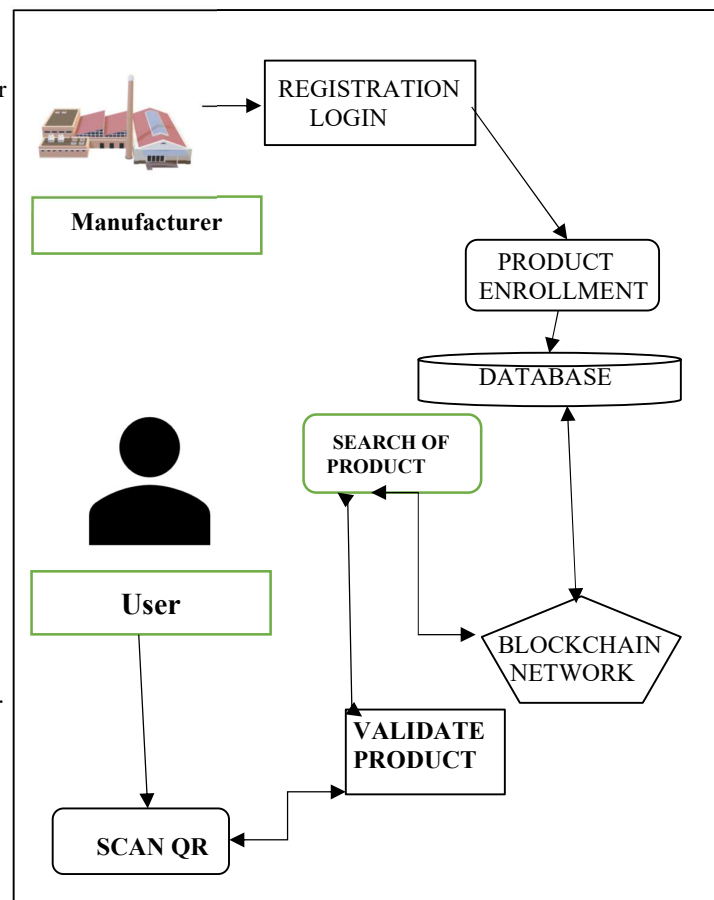 r
REGISTRATION
LOGIN
Manufacturer
PRODUCT
ENROLLMENT
DATABASE
SEARCH OF
PRODUCT
User
BLOCKCHAIN
NETWORK
.
VALIDATE
PRODUCT
SCAN QR